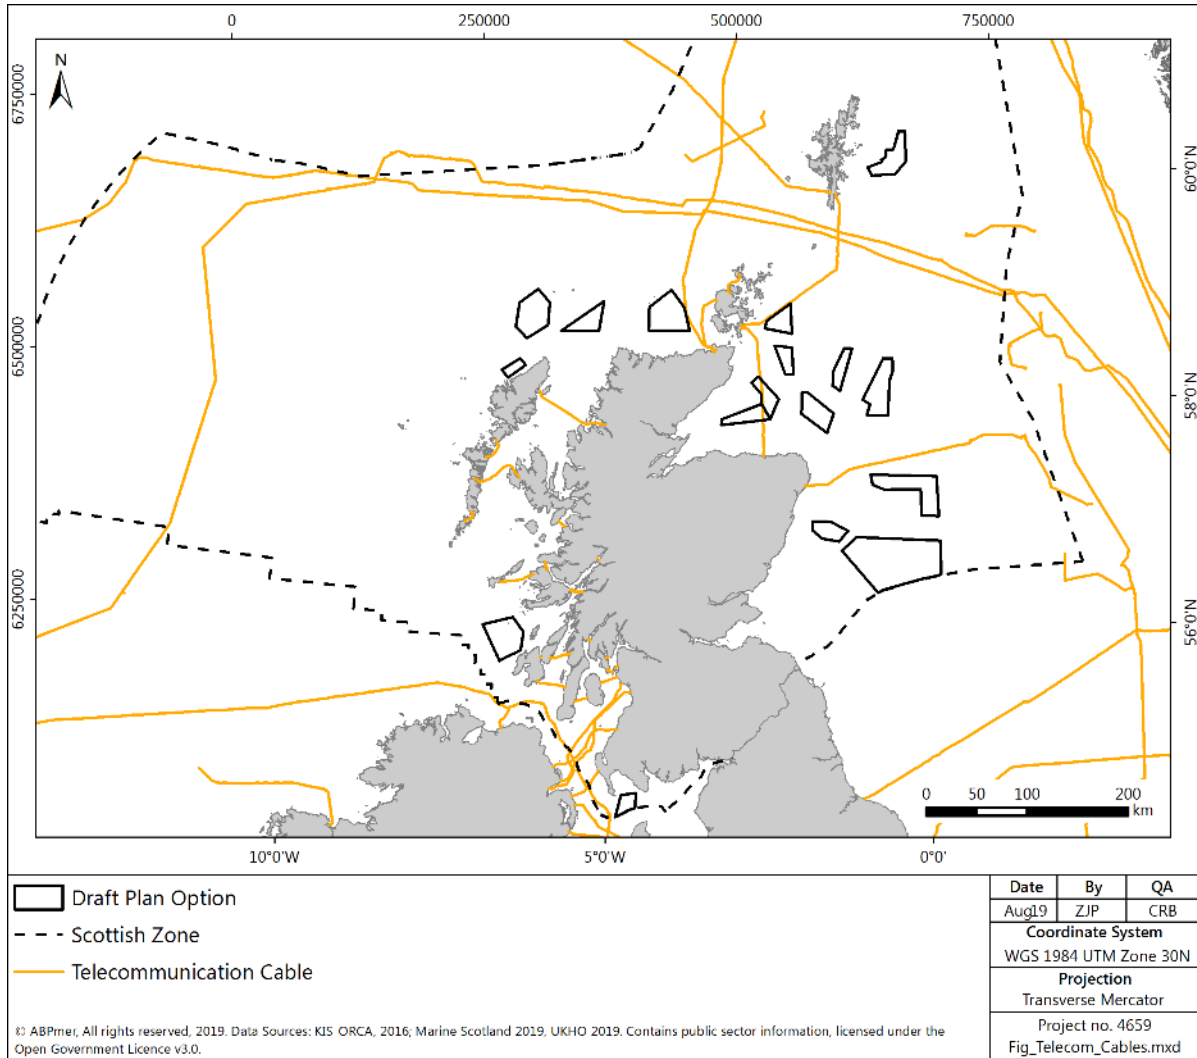 0 250000 500000 750000
N
6750000
6500000
6250000
60°0'N
58°0'N
56°0'N
0 50 100 200
km
10°0'W 5°0'W 0°0'
Draft Plan Option
Scottish Zone
Telecommunication Cable
© ABPmer, All rights reserved, 2019. Data Sources: KIS ORCA, 2016; Marine Scotland 2019, UKHO 2019. Contains public sector information, licensed under the
Open Government Licence v3.0.
Date By QA
Aug19 ZJP CRB
Coordinate System
WGS 1984 UTM Zone 30N
Projection
Transverse Mercator
Project no. 4659
Fig_Telecom_Cables.mxd